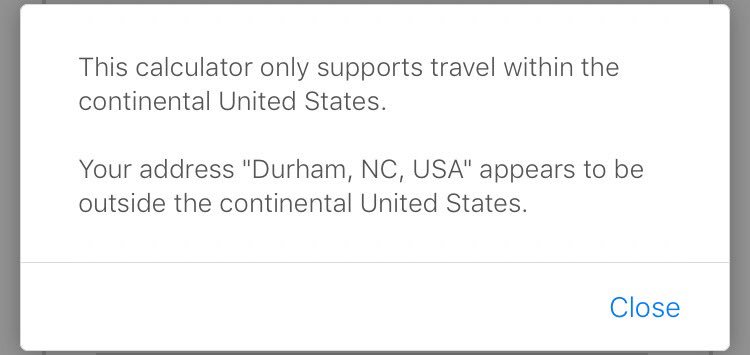 This calculator only supports travel within the
continental United States.
Your address "Durham, NC, USA" appears to be
outside the continental United States.
Close